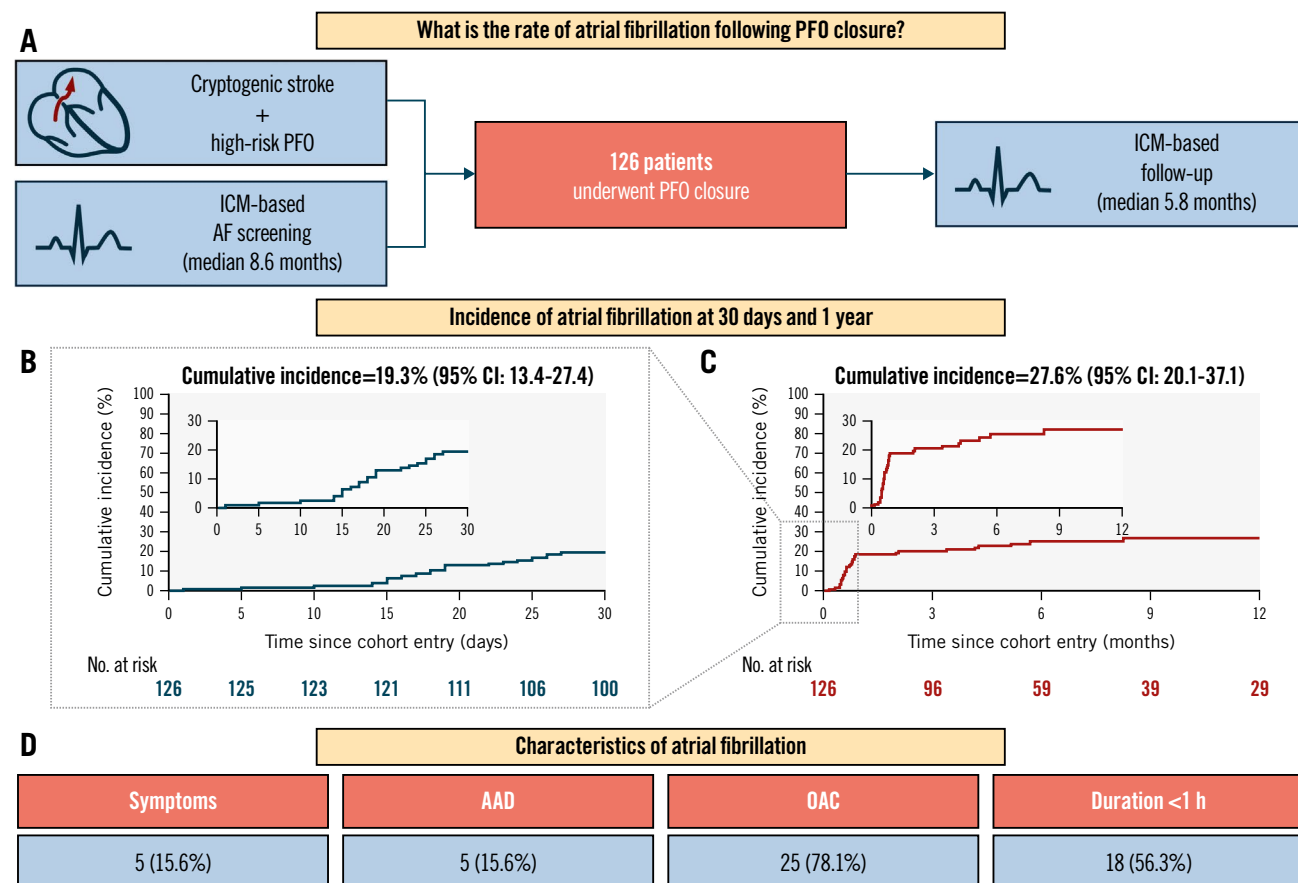 A
What is the rate of atrial fibrillation following PFO closure?
Cryptogenic stroke
+
high-risk PFO
ICM-based
AF screening
(median 8.6 months)
126 patients
underwent PFO closure
ICM-based
follow-up
(median 5.8 months)
Incidence of atrial fibrillation at 30 days and 1 year
B
Cumulative incidence=19.3% (95% CI: 13.4-27.4)
Cumulative incidence (%)
100
90
80
70
60
50
40
30
20
10
0
30
20
10
0
0 5 10 15 20 25 30
0 5 10 15 20 25 30
Time since cohort entry (days)
No. at risk
126 125 123 121 111 106 100
C
Cumulative incidence=27.6% (95% CI: 20.1-37.1)
Cumulative incidence (%)
100
90
80
70
60
50
40
30
20
10
0
30
20
10
0
0 3 6 9 12
0 3 6 9 12
Time since cohort entry (months)
No. at risk
126 96 59 39 29
D
Characteristics of atrial fibrillation
Symptoms AAD OAC Duration <1 h
5 (15.6%) 5 (15.6%) 25 (78.1%) 18 (56.3%)